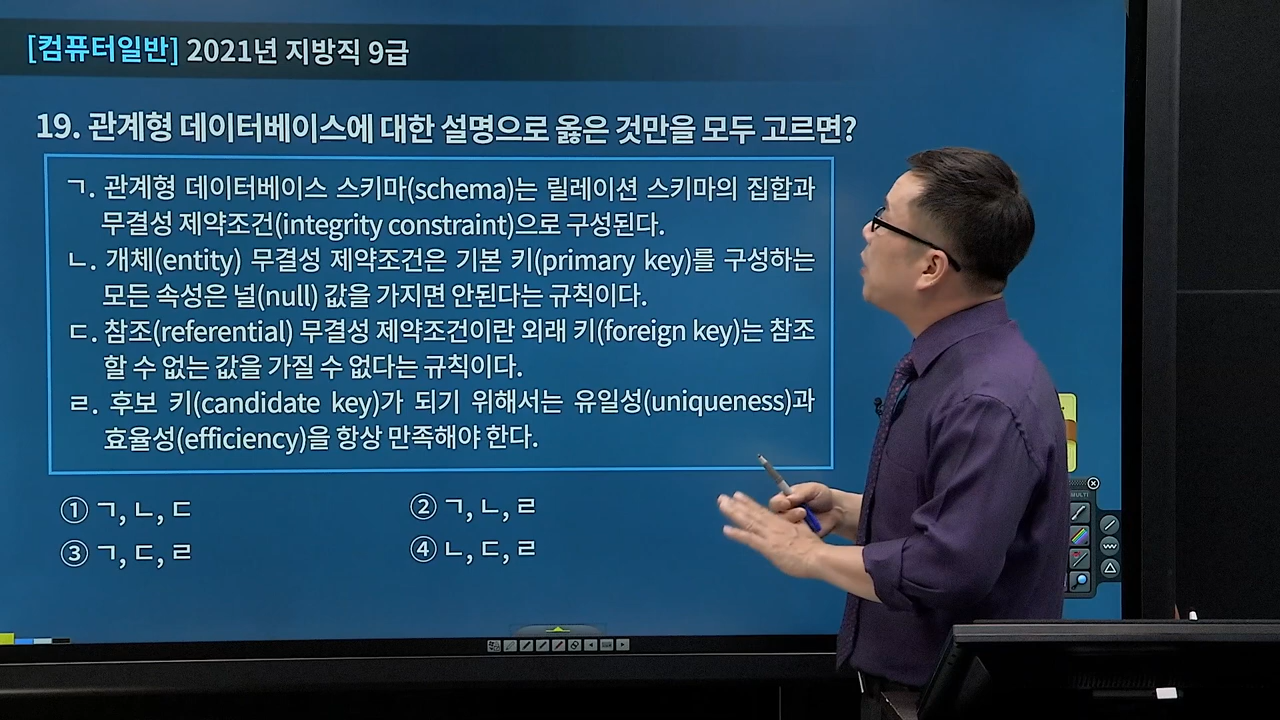 [컴퓨터일반] 2021년 지방직 9급
19. 관계형 데이터베이스에 대한 설명으로 옳은 것만을 모두 고르면?
ㄱ. 관계형 데이터베이스 스키마(schema)는 릴레이션 스키마의 집합과
무결성 제약조건(integrity constraint)으로 구성된다.
ㄴ. 개체(entity) 무결성 제약조건은 기본 키(primary key)를 구성하는
모든 속성은 널(null) 값을 가지면 안된다는 규칙이다.
ㄷ. 참조(referential) 무결성 제약조건이란 외래 키(foreign key)는 참조
할 수 없는 값을 가질 수 없다는 규칙이다.
ㄹ. 후보 키(candidate key)가 되기 위해서는 유일성(uniqueness)과
효율성(efficiency)을 항상 만족해야 한다.
① ㄱ, ㄴ, ㄷ ② ㄱ, ㄴ, ㄹ
③ ㄱ, ㄷ, ㄹ ④ ㄴ, ㄷ, ㄹ
MULTI